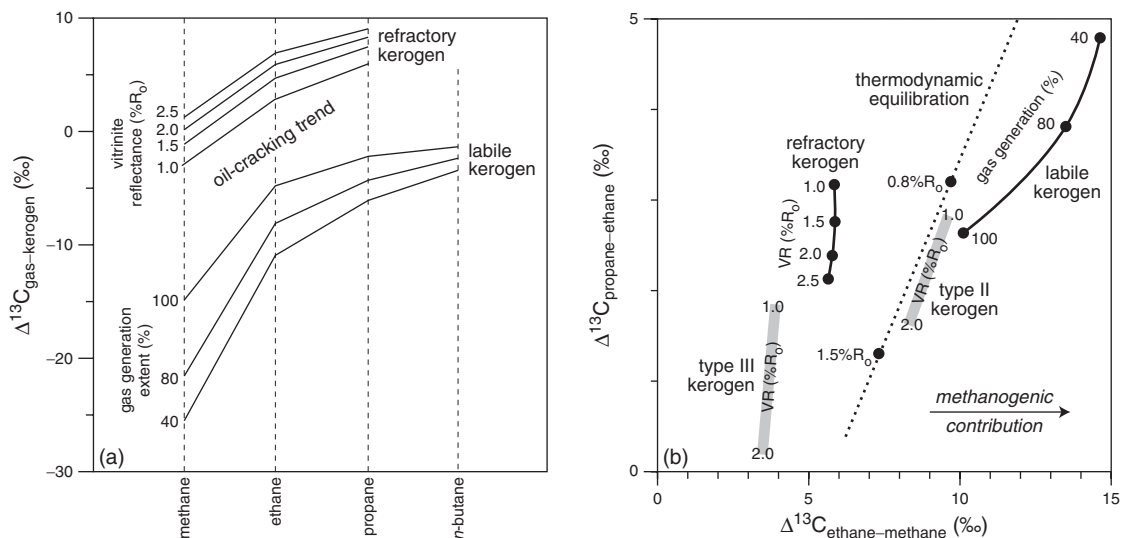 (a)
10
0
–10
–20
–30
Δ13Cgas–kerogen (‰)
vitrinite
reflectance (%Ro)
2.5
2.0
1.5
1.0
refractory
kerogen
oil-cracking trend
labile
kerogen
gas generation
extent (%)
100
80
40
methane
ethane
propane
n-butane
(b)
5
0
Δ13Cpropane–ethane (‰)
thermodynamic
equilibration
gas generation (%)
40
80
100
labile
kerogen
refractory
kerogen
VR (%Ro)
1.0
1.5
2.0
2.5
0.8%Ro
1.5%Ro
1.0
VR (%Ro)
2.0
type II
kerogen
1.0
VR (%Ro)
2.0
type III
kerogen
methanogenic
contribution
0
5
10
15
Δ13Cethane–methane (‰)